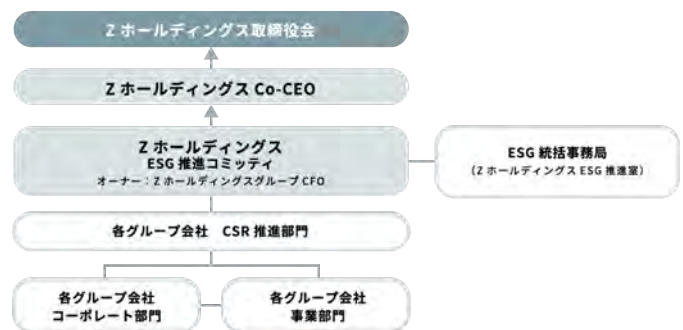 Z ホールディングス取締役会
Z ホールディングス Co-CEO
Z ホールディングス
ESG 推進コミッティ
オーナー：Z ホールディングスグループ CFO
ESG 統括事務局
（Z ホールディングス ESG 推進室）
各グループ会社　CSR 推進部門
各グループ会社
コーポレート部門
各グループ会社
事業部門